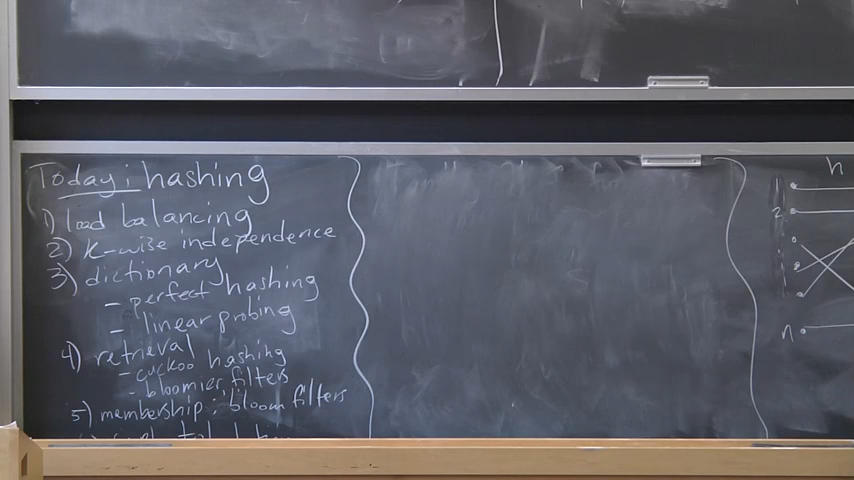 Today: hashing
1) load balancing
2) k-wise independence
3) dictionary
- perfect hashing
- linear probing
4) retrieval
- cuckoo hashing
- bloomier filters
5) membership: bloom filters
h
2
n